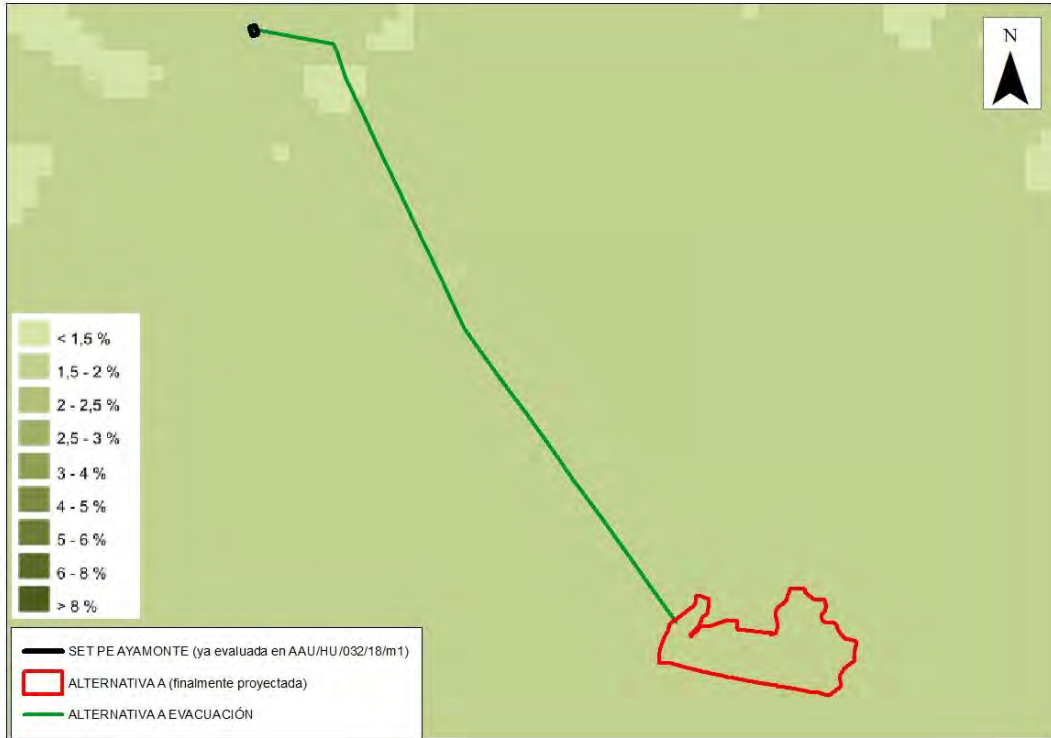 N
< 1,5 %
1,5 - 2 %
2 - 2,5 %
2,5 - 3 %
3 - 4 %
4 - 5 %
5 - 6 %
6 - 8 %
> 8 %
SET PE AYAMONTE (ya evaluada en AAU/HU/032/18/m1)
ALTERNATIVA A (finalmente proyectada)
ALTERNATIVA A EVACUACIÓN